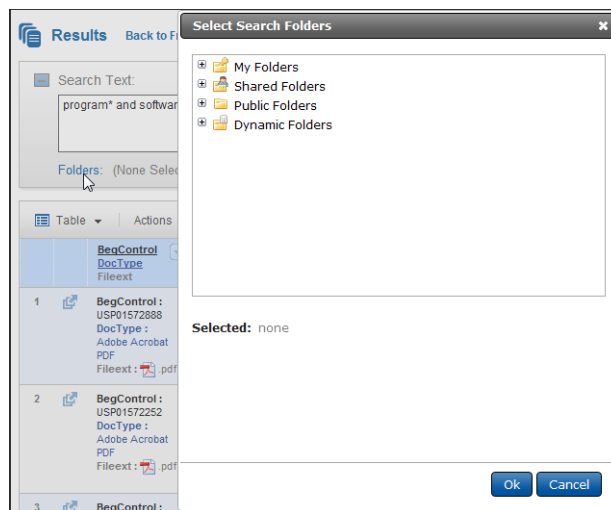 Results Back to
Search Text:
program* and softwar
Folders: (None Selec
Table Actions
BegControl
DocType
Fileext
1 BegControl :
USP01572888
DocType :
Adobe Acrobat
PDF
Fileext : .pdf
2 BegControl :
USP01572252
DocType :
Adobe Acrobat
PDF
Fileext : .pdf
3 BegControl :
Select Search Folders
My Folders
Shared Folders
Public Folders
Dynamic Folders
Selected: none
Ok Cancel